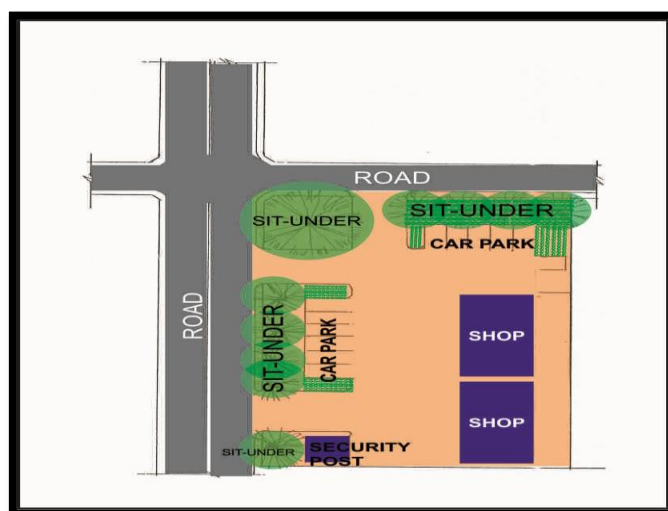 ROAD
SIT-UNDER
SIT-UNDER
CAR PARK
ROAD
SIT-UNDER
CAR PARK
SHOP
SHOP
SIT-UNDER
SECURITY
POST